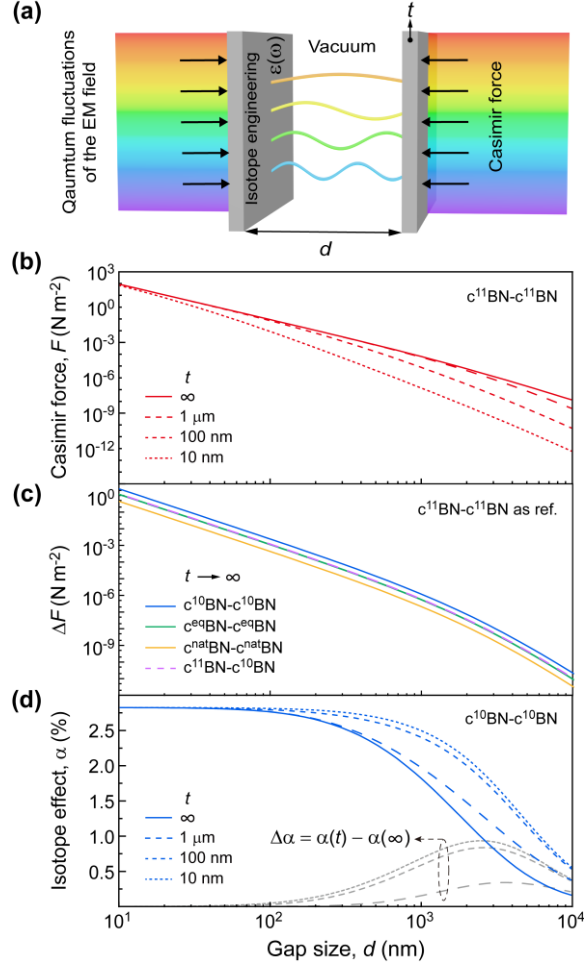 (a)
t
Qaumtum fluctuations
of the EM field
Isotope engineering
ε(ω)
Vacuum
Casimir force
d
(b)
Casimir force, F (N m⁻²)
10³
10⁰
10⁻³
10⁻⁶
10⁻⁹
10⁻¹²
c¹¹BN-c¹¹BN
t
∞
1 μm
100 nm
10 nm
(c)
ΔF (N m⁻²)
10⁰
10⁻³
10⁻⁶
10⁻⁹
c¹¹BN-c¹¹BN as ref.
t → ∞
c¹⁰BN-c¹⁰BN
cᵉqBN-cᵉqBN
cⁿᵃᵗBN-cⁿᵃᵗBN
c¹¹BN-c¹⁰BN
(d)
Isotope effect, α (%)
2.5
2.0
1.5
1.0
0.5
c¹⁰BN-c¹⁰BN
t
∞
1 μm
100 nm
10 nm
Δα = α(t) − α(∞)
10¹
10²
10³
10⁴
Gap size, d (nm)